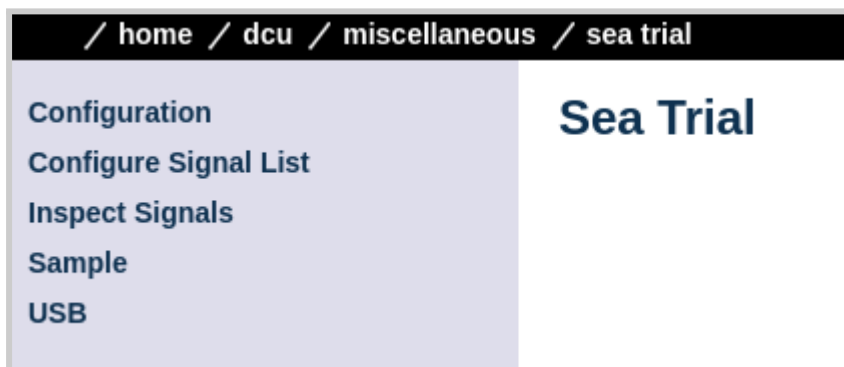 / home / dcu / miscellaneous / sea trial
Configuration
Configure Signal List
Inspect Signals
Sample
USB
Sea Trial